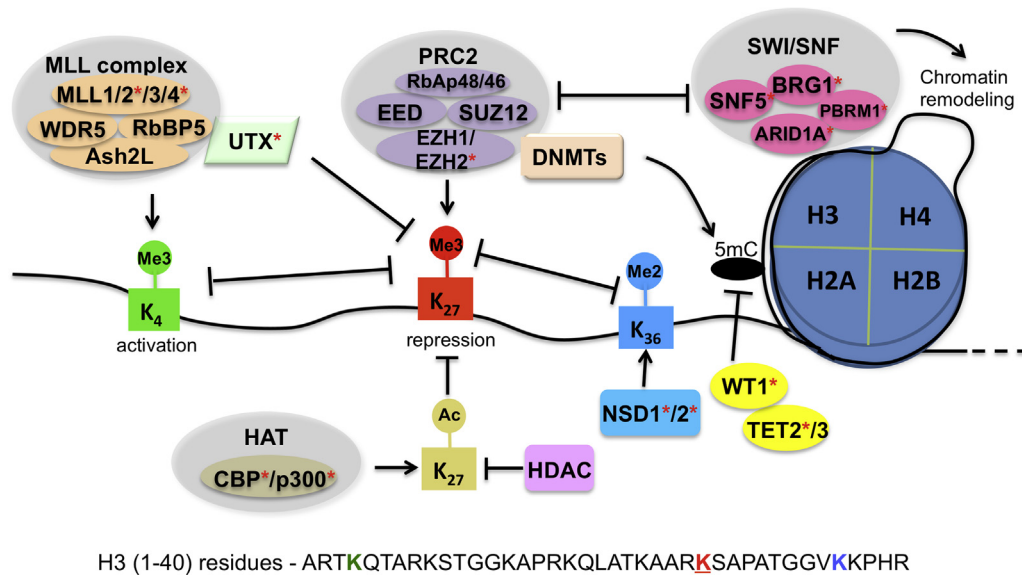 MLL complex
MLL1/2*/3/4*
WDR5
RbBP5
Ash2L
UTX*
PRC2
RbAp48/46
EED
SUZ12
EZH1/
EZH2*
DNMTs
SWI/SNF
BRG1*
SNF5*
PBRM1*
ARID1A*
Chromatin
remodeling
H3
H4
H2A
H2B
5mC
Me3
K4
activation
Me3
K27
repression
Me2
K36
NSD1*/2*
WT1*
TET2*/3
HAT
CBP*/p300*
Ac
K27
HDAC
H3 (1-40) residues - ARTKQTARKSTGGKAPRKQLATKAARKSAPATGGVKKPHR